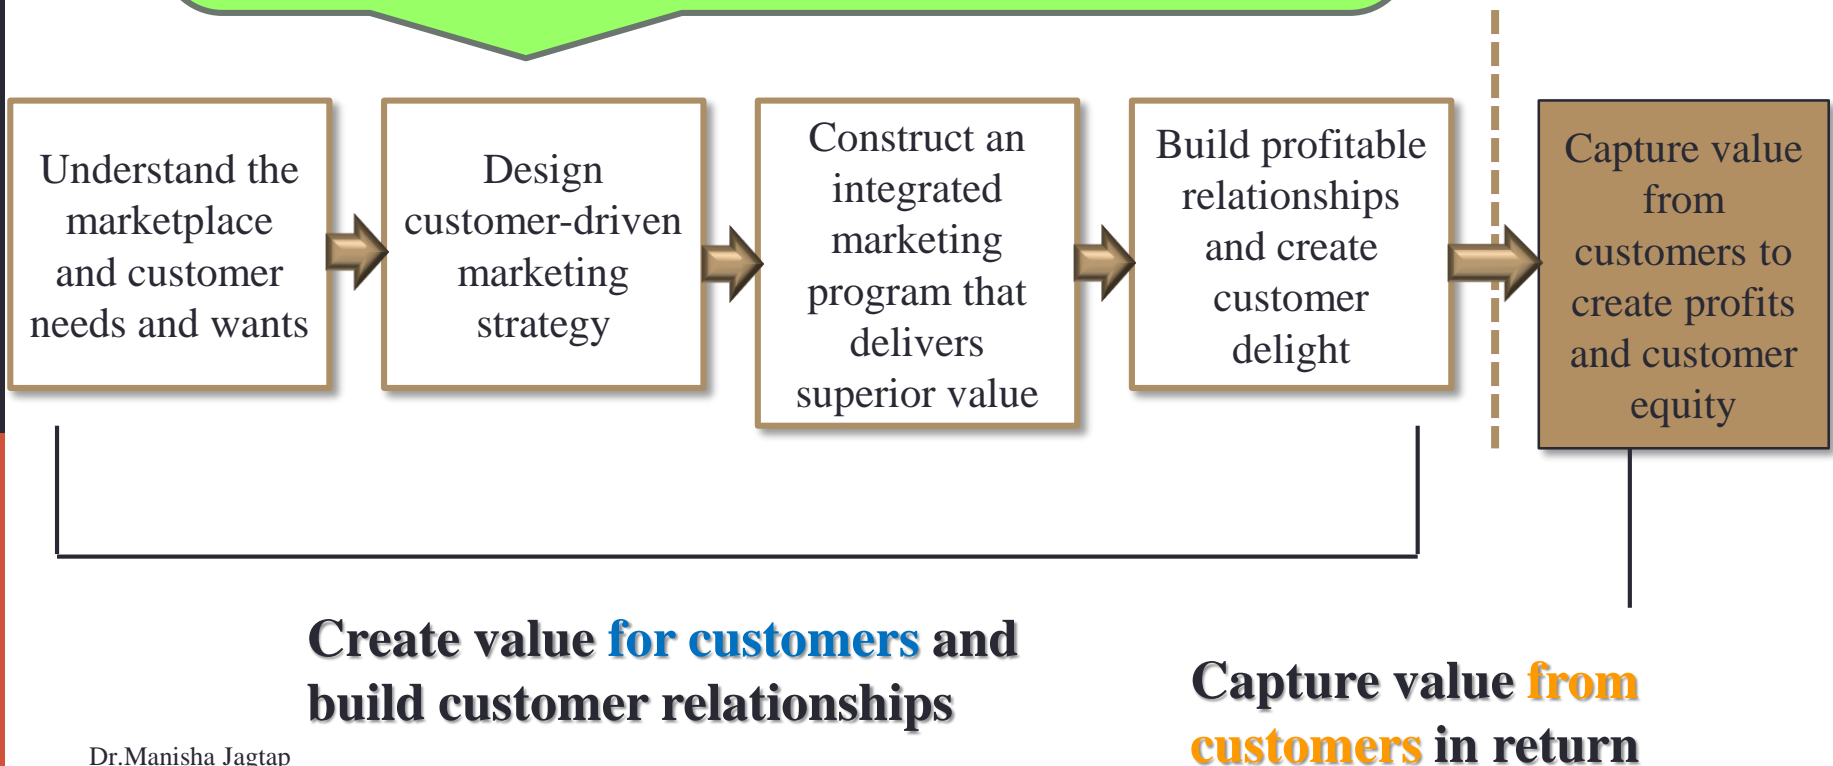 Understand the
marketplace
and customer
needs and wants
Design
customer-driven
marketing
strategy
Construct an
integrated
marketing
program that
delivers
superior value
Build profitable
relationships
and create
customer
delight
Capture value
from
customers to
create profits
and customer
equity
Create value for customers and
build customer relationships
Capture value from
customers in return
Dr.Manisha Jagtap